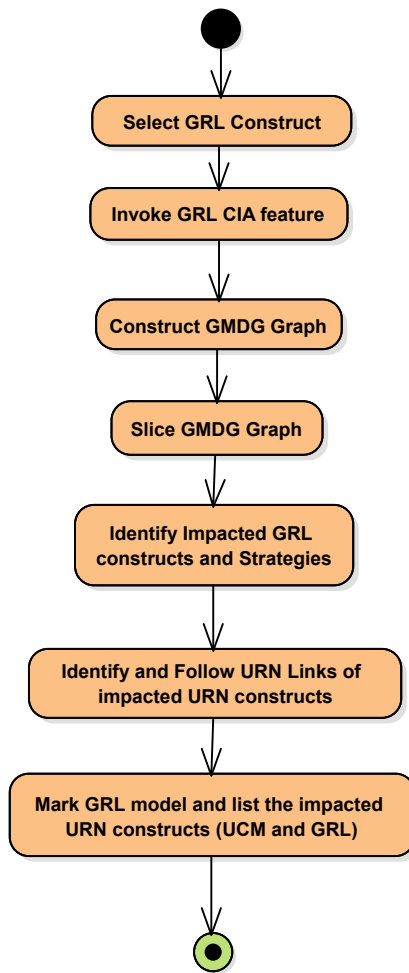 Select GRL Construct
Invoke GRL CIA feature
Construct GMDG Graph
Slice GMDG Graph
Identify Impacted GRL
constructs and Strategies
Identify and Follow URN Links of
impacted URN constructs
Mark GRL model and list the impacted
URN constructs (UCM and GRL)